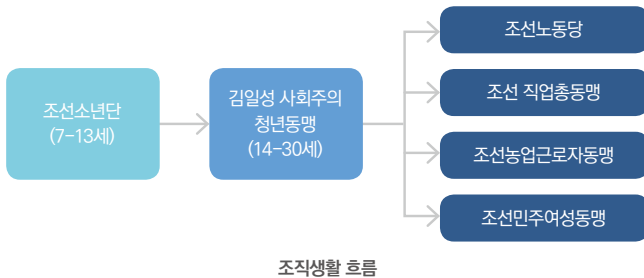 조선소년단
(7-13세)
김일성 사회주의
청년동맹
(14-30세)
조선노동당
조선 직업총동맹
조선농업근로자동맹
조선민주여성동맹
조직생활 흐름